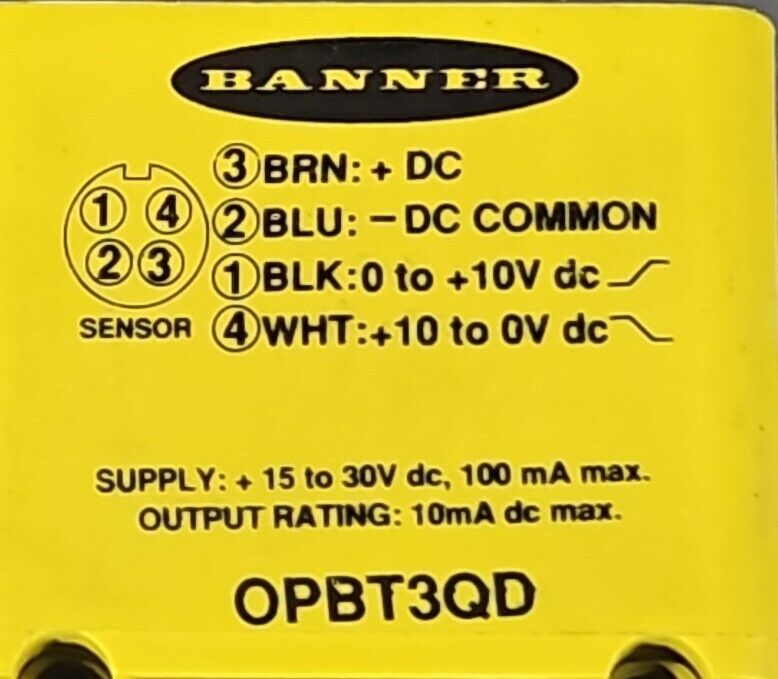 BANNER
③BRN: + DC
1 4 ②BLU: – DC COMMON
2 3 ①BLK:0 to +10V dc
SENSOR ④WHT:+10 to 0V dc
SUPPLY: + 15 to 30V dc, 100 mA max.
OUTPUT RATING: 10mA dc max.
OPBT3QD